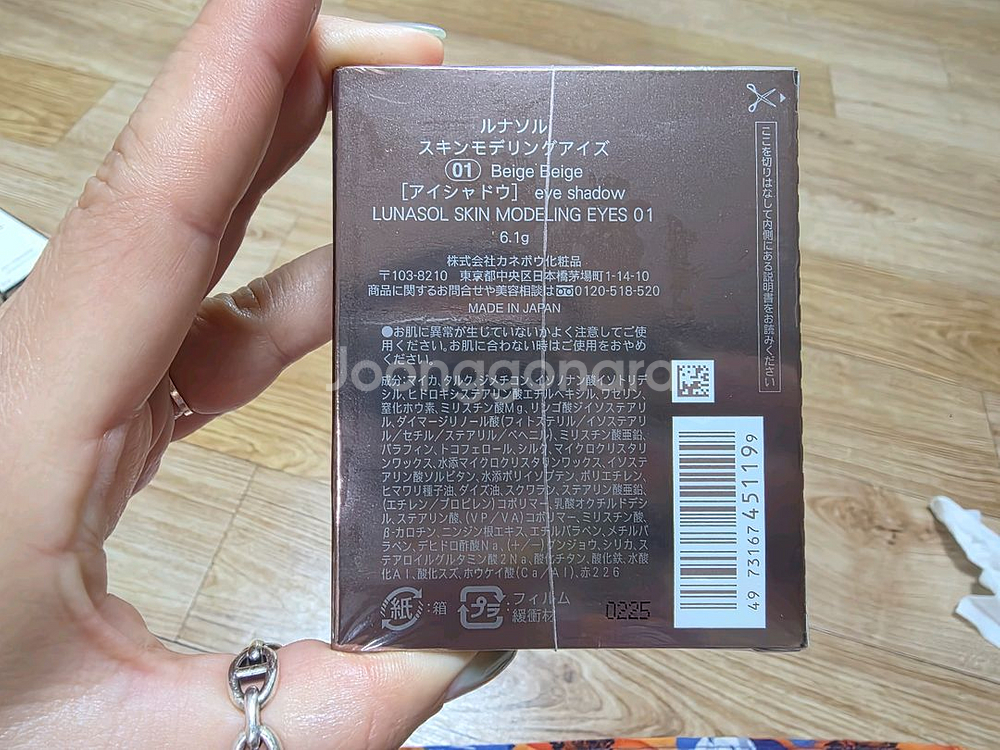 ルナソル
スキンモデリングアイズ
01 Beige Beige
[アイシャドウ] eye shadow
LUNASOL SKIN MODELING EYES 01
6.1g
株式会社カネボウ化粧品
〒103-8210 東京都中央区日本橋茅場町1-14-10
商品に関するお問合せや美容相談は0120-518-520
MADE IN JAPAN
●お肌に異常が生じていないかよく注意してご使
用ください。お肌に合わない時はご使用をおやめ
ください。
Joonggonara
成分:マイカ、タルク、ジメチコン、イソノナン酸イソトリデ
シル、ヒドロキシステアリン酸エチルヘキシル、ワセリン、
窒化ホウ素、ミリスチン酸Mg、リンゴ酸ジイソステアリ
ル、ダイマージリノール酸(フィトステリル/イソステアリ
ル/セチル/ステアリル/ベヘニル)、ミリスチン酸亜鉛、
パラフィン、トコフェロール、シルク、マイクロクリスタリ
ンワックス、水添マイクロクリスタリンワックス、イソステ
アリン酸ソルビタン、水添ポリイソブテン、ポリエチレン、
ヒマワリ種子油、ダイズ油、スクワラン、ステアリン酸亜鉛、
(エチレン/プロピレン)コポリマー、乳酸オクチルドデシ
ル、ステアリン酸、(VP/VA)コポリマー、ミリスチン酸、
β-カロチン、ニンジン根エキス、エチルパラベン、メチルパ
ラベン、デヒドロ酢酸Na、(+/-)グンジョウ、シリカ、ス
テアロイルグルタミン酸2Na、酸化チタン、酸化鉄、水酸
化Al、酸化スズ、ホウケイ酸(Ca/Al)、赤226
紙:箱 プラ:フィルム
緩衝材
0225
ここを切りはなして内側にある説明書をお読みください
49 73167 451199